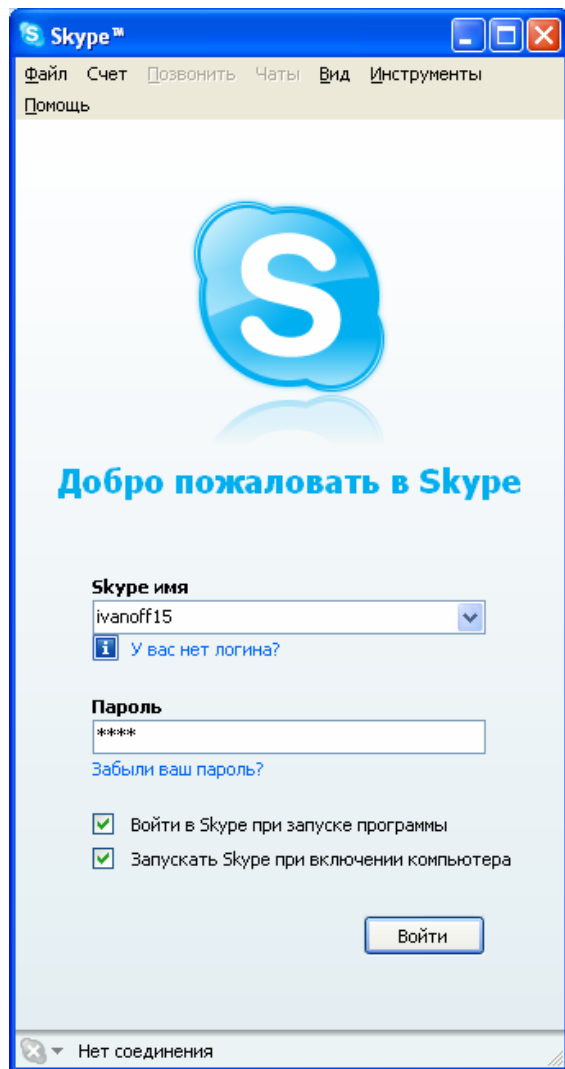 Skype™
Файл Счет Позвонить Чаты Вид Инструменты
Помощь
S
Добро пожаловать в Skype
Skype имя
ivanoff15
У вас нет логина?
Пароль
****
Забыли ваш пароль?
Войти в Skype при запуске программы
Запускать Skype при включении компьютера
Войти
Нет соединения